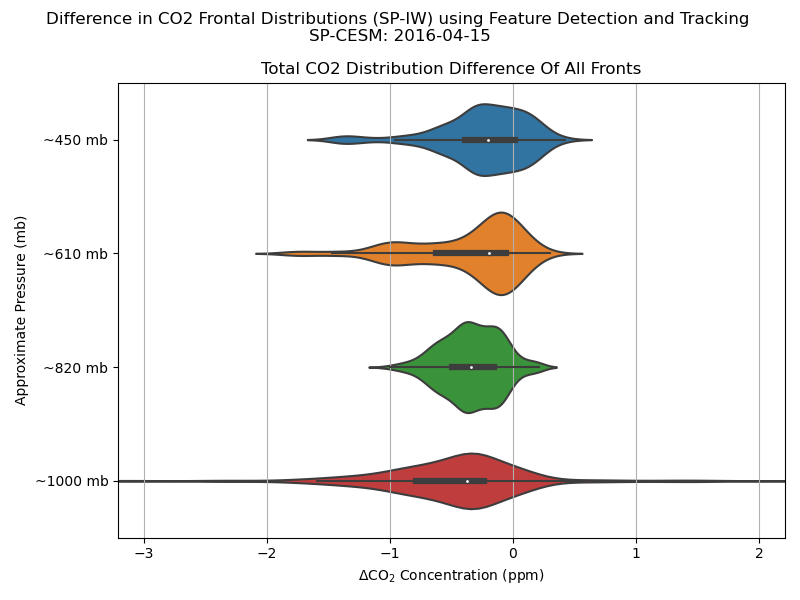 Difference in CO2 Frontal Distributions (SP-IW) using Feature Detection and Tracking
SP-CESM: 2016-04-15
Total CO2 Distribution Difference Of All Fronts
Approximate Pressure (mb)
~450 mb
~610 mb
~820 mb
~1000 mb
−3
−2
−1
0
1
2
ΔCO₂ Concentration (ppm)